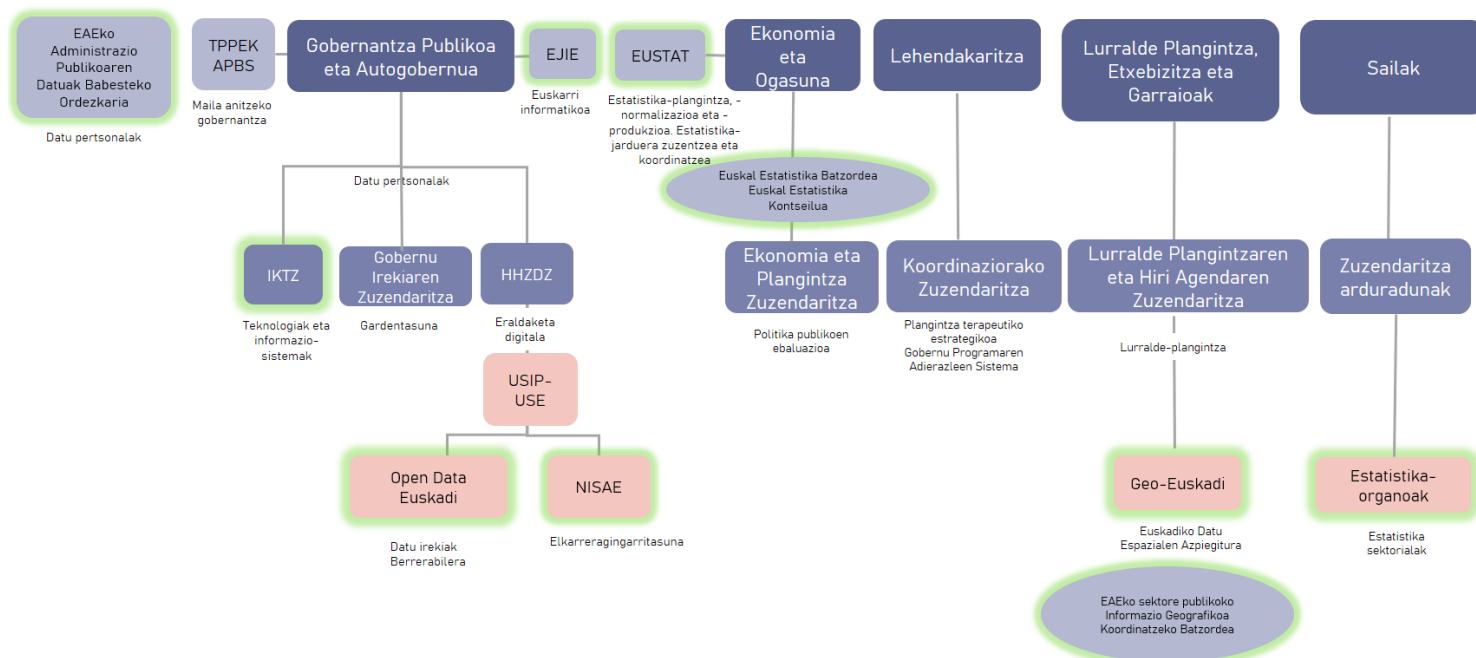 EAEko
Administrazio
Publikoaren
Datuak Babesteko
Ordezkaria
Datu pertsonalak
TPPEK
APBS
Maila anitzeko
gobernantza
Gobernantza Publikoa
eta Autogobernua
EJIE
Euskarri
informatikoa
EUSTAT
Estatistika-plangintza, -
normalizazioa eta -
produkzioa. Estatistika-
jarduera zuzentzea eta
koordinatzea
Ekonomia
eta
Ogasuna
Lehendakaritza
Lurralde Plangintza,
Etxebizitza eta
Garraioak
Sailak
Datu pertsonalak
Euskal Estatistika Batzordea
Euskal Estatistika
Kontseilua
IKTZ
Teknologiak eta
informazio-
sistemak
Gobernu
Irekiaren
Zuzendaritza
Gardentasuna
HHZDZ
Eraldaketa
digitala
Ekonomia eta
Plangintza
Zuzendaritza
Politika publikoen
ebaluazioa
Koordinaziorako
Zuzendaritza
Plangintza terapeutiko
estrategikoa
Gobernu Programaren
Adierazleen Sistema
Lurralde Plangintzaren
eta Hiri Agendaren
Zuzendaritza
Lurralde-plangintza
Zuzendaritza
arduradunak
USIP-
USE
Open Data
Euskadi
Datu irekiak
Berrerabilera
NISAE
Elkarreragingarritasuna
Geo-Euskadi
Euskadiko Datu
Espazialen Azpiegitura
Estatistika-
organoak
Estatistika
sektorialak
EAEko sektore publikoko
Informazio Geografikoa
Koordinatzeko Batzordea